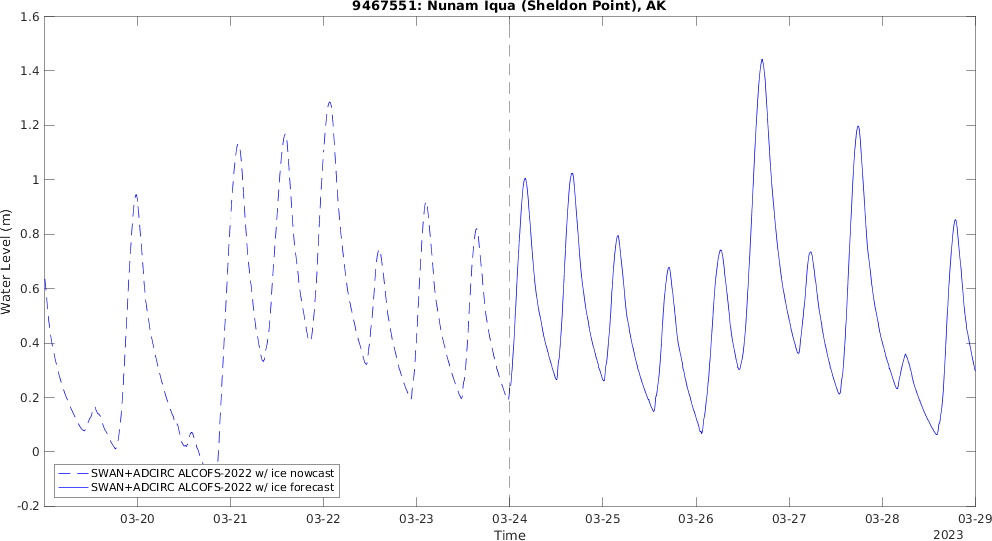 9467551: Nunam Iqua (Sheldon Point), AK
1.6
1.4
1.2
1
0.8
0.6
0.4
0.2
0
-0.2
Water Level (m)
SWAN+ADCIRC ALCOFS-2022 w/ ice nowcast
SWAN+ADCIRC ALCOFS-2022 w/ ice forecast
03-20 03-21 03-22 03-23 03-24 03-25 03-26 03-27 03-28 03-29
Time
2023